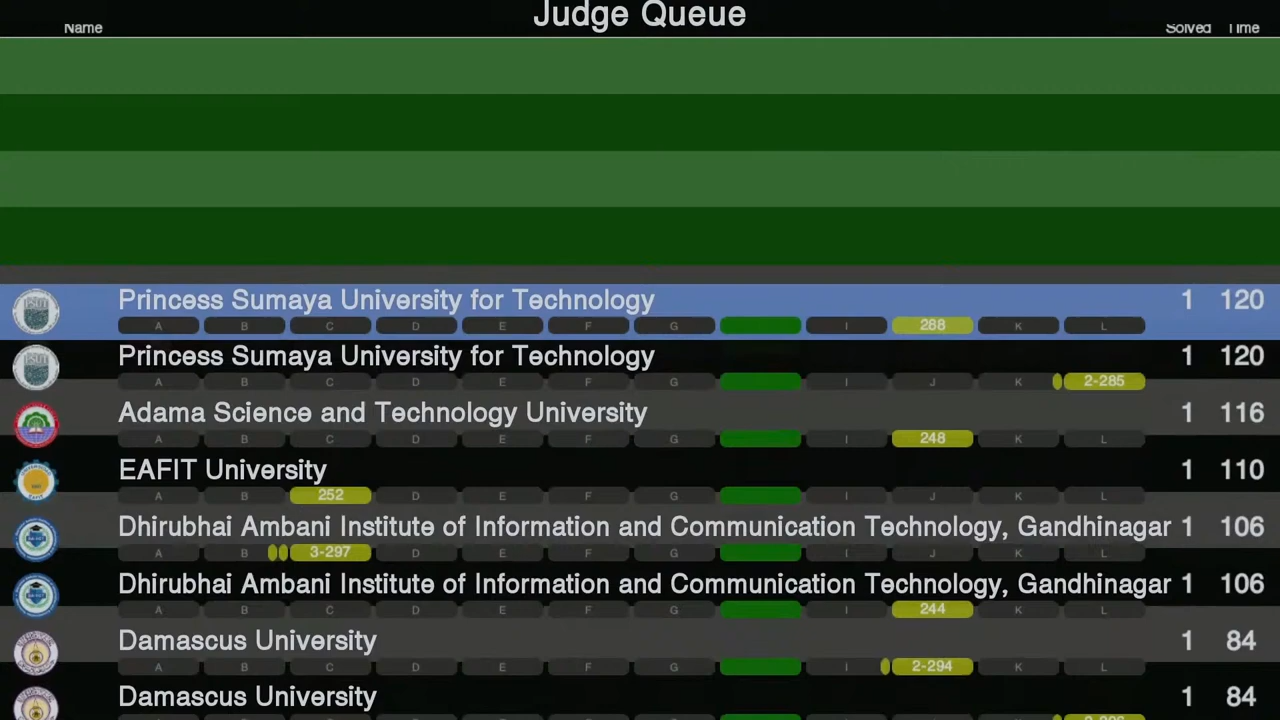 Judge Queue
Name Solved Time
Princess Sumaya University for Technology 1 120
A B C D E F G I 288 K L
Princess Sumaya University for Technology 1 120
A B C D E F G I J K 2-285
Adama Science and Technology University 1 116
A B C D E F G I 248 K L
EAFIT University 1 110
A B 252 D E F G I J K L
Dhirubhai Ambani Institute of Information and Communication Technology, Gandhinagar 1 106
A B 3-297 D E F G I J K L
Dhirubhai Ambani Institute of Information and Communication Technology, Gandhinagar 1 106
A B C D E F G I 244 K L
Damascus University 1 84
A B C D E F G I 2-294 K L
Damascus University 1 84